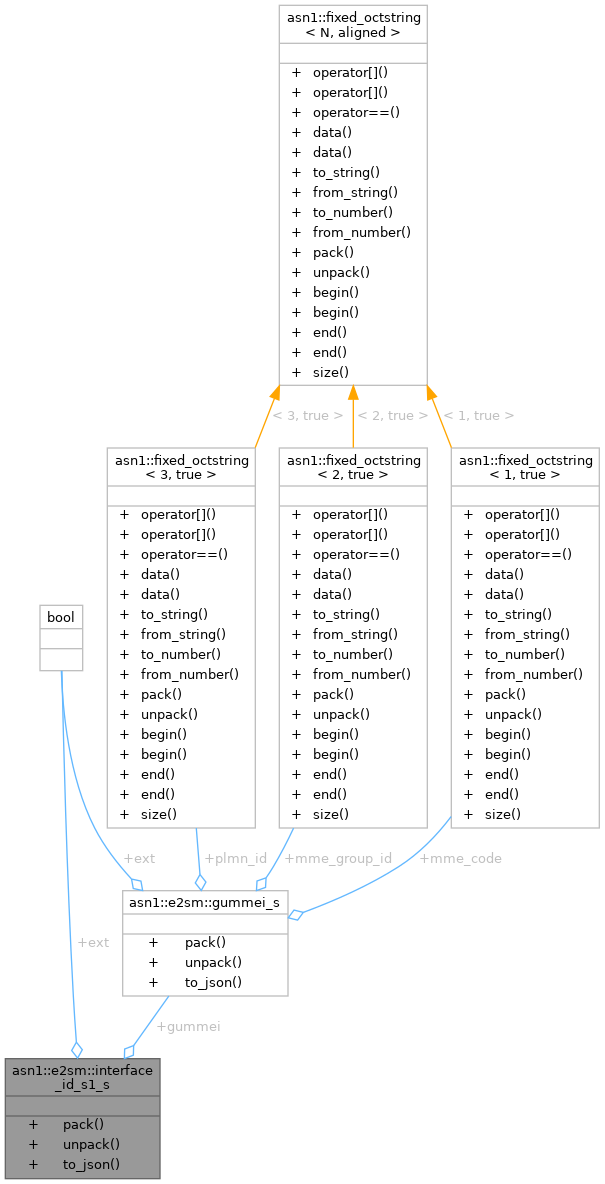 asn1::fixed_octstring
< N, aligned >
+ operator[]()
+ operator[]()
+ operator==()
+ data()
+ data()
+ to_string()
+ from_string()
+ to_number()
+ from_number()
+ pack()
+ unpack()
+ begin()
+ begin()
+ end()
+ end()
+ size()
< 3, true >
< 2, true >
< 1, true >
asn1::fixed_octstring
< 3, true >
+ operator[]()
+ operator[]()
+ operator==()
+ data()
+ data()
+ to_string()
+ from_string()
+ to_number()
+ from_number()
+ pack()
+ unpack()
+ begin()
+ begin()
+ end()
+ end()
+ size()
asn1::fixed_octstring
< 2, true >
+ operator[]()
+ operator[]()
+ operator==()
+ data()
+ data()
+ to_string()
+ from_string()
+ to_number()
+ from_number()
+ pack()
+ unpack()
+ begin()
+ begin()
+ end()
+ end()
+ size()
asn1::fixed_octstring
< 1, true >
+ operator[]()
+ operator[]()
+ operator==()
+ data()
+ data()
+ to_string()
+ from_string()
+ to_number()
+ from_number()
+ pack()
+ unpack()
+ begin()
+ begin()
+ end()
+ end()
+ size()
bool
+ext
+plmn_id
+mme_group_id
+mme_code
asn1::e2sm::gummei_s
+ pack()
+ unpack()
+ to_json()
+ext
+gummei
asn1::e2sm::interface
_id_s1_s
+ pack()
+ unpack()
+ to_json()